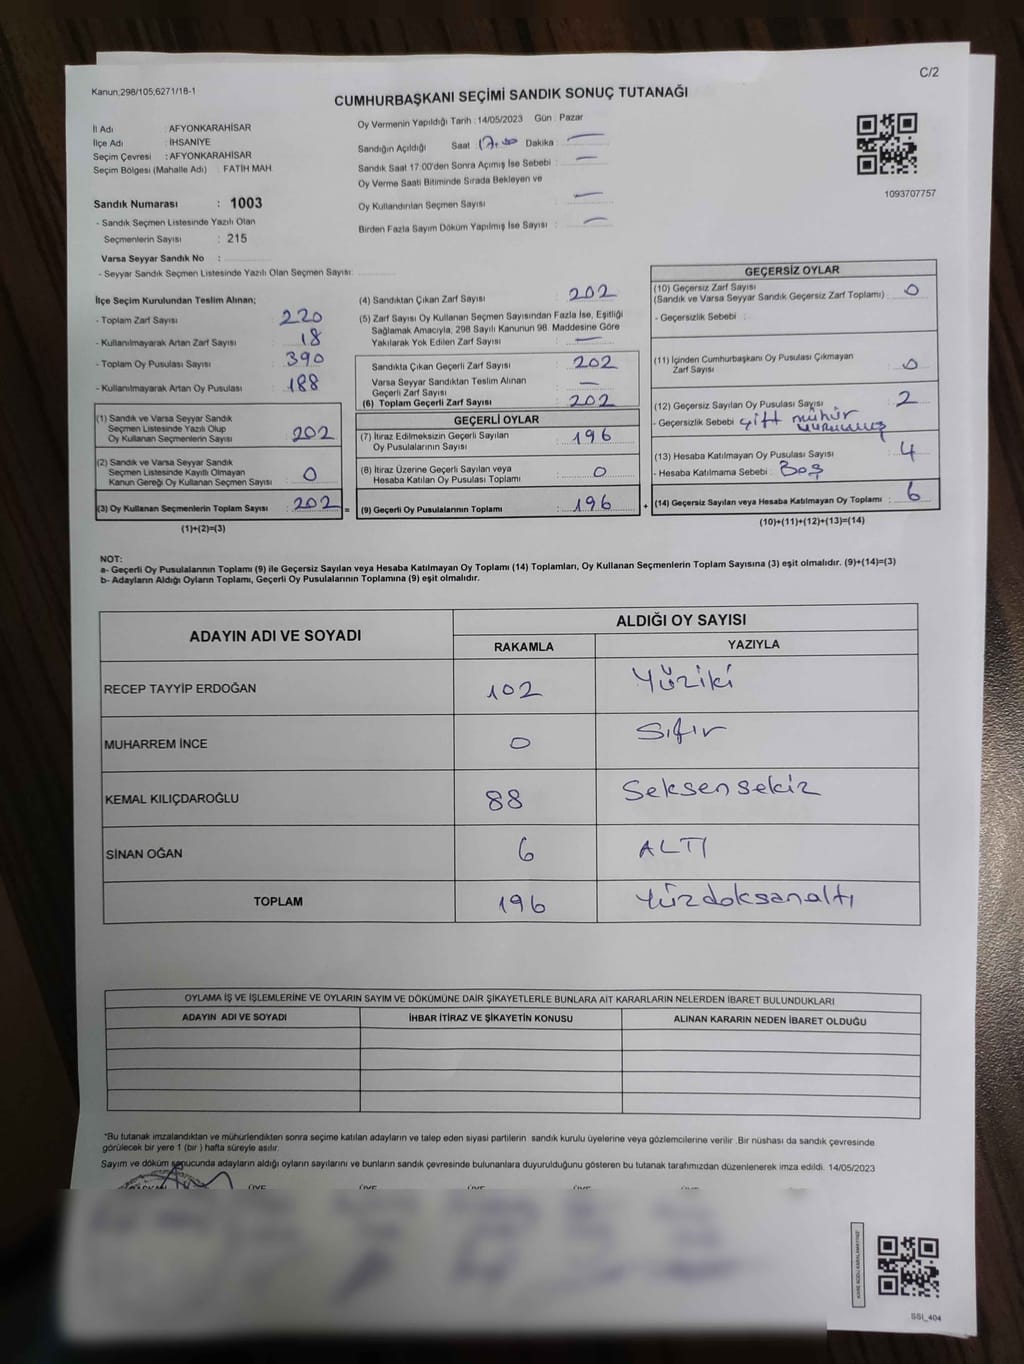 C/2
Kanun;298/105;6271/18-1
CUMHURBAŞKANI SEÇİMİ SANDIK SONUÇ TUTANAĞI
İl Adı : AFYONKARAHİSAR
İlçe Adı : İHSANİYE
Seçim Çevresi : AFYONKARAHİSAR
Seçim Bölgesi (Mahalle Adı) : FATİH MAH
Sandık Numarası : 1003
- Sandık Seçmen Listesinde Yazılı Olan
Seçmenlerin Sayısı : 215
Varsa Seyyar Sandık No :
- Seyyar Sandık Seçmen Listesinde Yazılı Olan Seçmen Sayısı:
Oy Vermenin Yapıldığı Tarih : 14/05/2023 Gün : Pazar
Sandığın Açıldığı Saat 17.00 Dakika :
Sandık Saat 17:00'den Sonra Açımış İse Sebebi :
Oy Verme Saati Bitiminde Sırada Bekleyen ve
Oy Kullandırılan Seçmen Sayısı
Birden Fazla Sayım Döküm Yapılmış İse Sayısı :
1093707757
İlçe Seçim Kurulundan Teslim Alınan;
- Toplam Zarf Sayısı 220
- Kullanılmayarak Artan Zarf Sayısı : 18
- Toplam Oy Pusulası Sayısı : 390
- Kullanılmayarak Artan Oy Pusulası : 188
(1) Sandık ve Varsa Seyyar Sandık
Seçmen Listesinde Yazılı Olup
Oy Kullanan Seçmenlerin Sayısı : 202
(2) Sandık ve Varsa Seyyar Sandık
Seçmen Listesinde Kayıtlı Olmayan
Kanun Gereği Oy Kullanan Seçmen Sayısı : 0
(3) Oy Kullanan Seçmenlerin Toplam Sayısı : 202 =
(1)+(2)=(3)
(4) Sandıktan Çıkan Zarf Sayısı : 202
(5) Zarf Sayısı Oy Kullanan Seçmen Sayısından Fazla İse, Eşitliği
Sağlamak Amacıyla, 298 Sayılı Kanunun 98. Maddesine Göre
Yakılarak Yok Edilen Zarf Sayısı :
Sandıkta Çıkan Geçerli Zarf Sayısı : 202
Varsa Seyyar Sandıktan Teslim Alınan
Geçerli Zarf Sayısı :
(6) Toplam Geçerli Zarf Sayısı : 202
GEÇERLİ OYLAR
(7) İtiraz Edilmeksizin Geçerli Sayılan
Oy Pusulasının Sayısı : 196
(8) İtiraz Üzerine Geçerli Sayılan veya
Hesaba Katılan Oy Pusulası Toplamı : 0
(9) Geçerli Oy Pusulalarının Toplamı : 196 +
GEÇERSİZ OYLAR
(10) Geçersiz Zarf Sayısı
(Sandık ve Varsa Seyyar Sandık Geçersiz Zarf Toplamı) : 0
- Geçersizlik Sebebi :
(11) İçinden Cumhurbaşkanı Oy Pusulası Çıkmayan
Zarf Sayısı : 0
(12) Geçersiz Sayılan Oy Pusulası Sayısı : 2
- Geçersizlik Sebebi çift mühür
vurulmuş
(13) Hesaba Katılmayan Oy Pusulası Sayısı : 4
- Hesaba Katılmama Sebebi : Boş
(14) Geçersiz Sayılan veya Hesaba Katılmayan Oy Toplamı : 6
(10)+(11)+(12)+(13)=(14)
NOT:
a- Geçerli Oy Pusulalarının Toplamı (9) ile Geçersiz Sayılan veya Hesaba Katılmayan Oy Toplamı (14) Toplamları, Oy Kullanan Seçmenlerin Toplam Sayısına (3) eşit olmalıdır. (9)+(14)=(3)
b- Adayların Aldığı Oyların Toplamı, Geçerli Oy Pusulalarının Toplamına (9) eşit olmalıdır.
ADAYIN ADI VE SOYADI
ALDIĞI OY SAYISI
RAKAMLA YAZIYLA
RECEP TAYYİP ERDOĞAN 102 Yüziki
MUHARREM İNCE 0 Sıfır
KEMAL KILIÇDAROĞLU 88 Seksensekiz
SİNAN OĞAN 6 ALTI
TOPLAM 196 Yüzdoksanaltı
OYLAMA İŞ VE İŞLEMLERİNE VE OYLARIN SAYIM VE DÖKÜMÜNE DAİR ŞİKAYETLERLE BUNLARA AİT KARARLARIN NELERDEN İBARET BULUNDUKLARI
ADAYIN ADI VE SOYADI İHBAR İTİRAZ VE ŞİKAYETİN KONUSU ALINAN KARARIN NEDEN İBARET OLDUĞU
*Bu tutanak imzalandıktan ve mühürlendikten sonra seçime katılan adayların ve talep eden siyasi partilerin sandık kurulu üyelerine veya gözlemcilerine verilir .Bir nüshası da sandık çevresinde
görülecek bir yere 1 (bir ) hafta süreyle asılır.
Sayım ve döküm sonucunda adayların aldığı oyların sayılarını ve bunların sandık çevresinde bulunanlara duyurulduğunu gösteren bu tutanak tarafımızdan düzenlenerek imza edildi. 14/05/2023
SSI_404